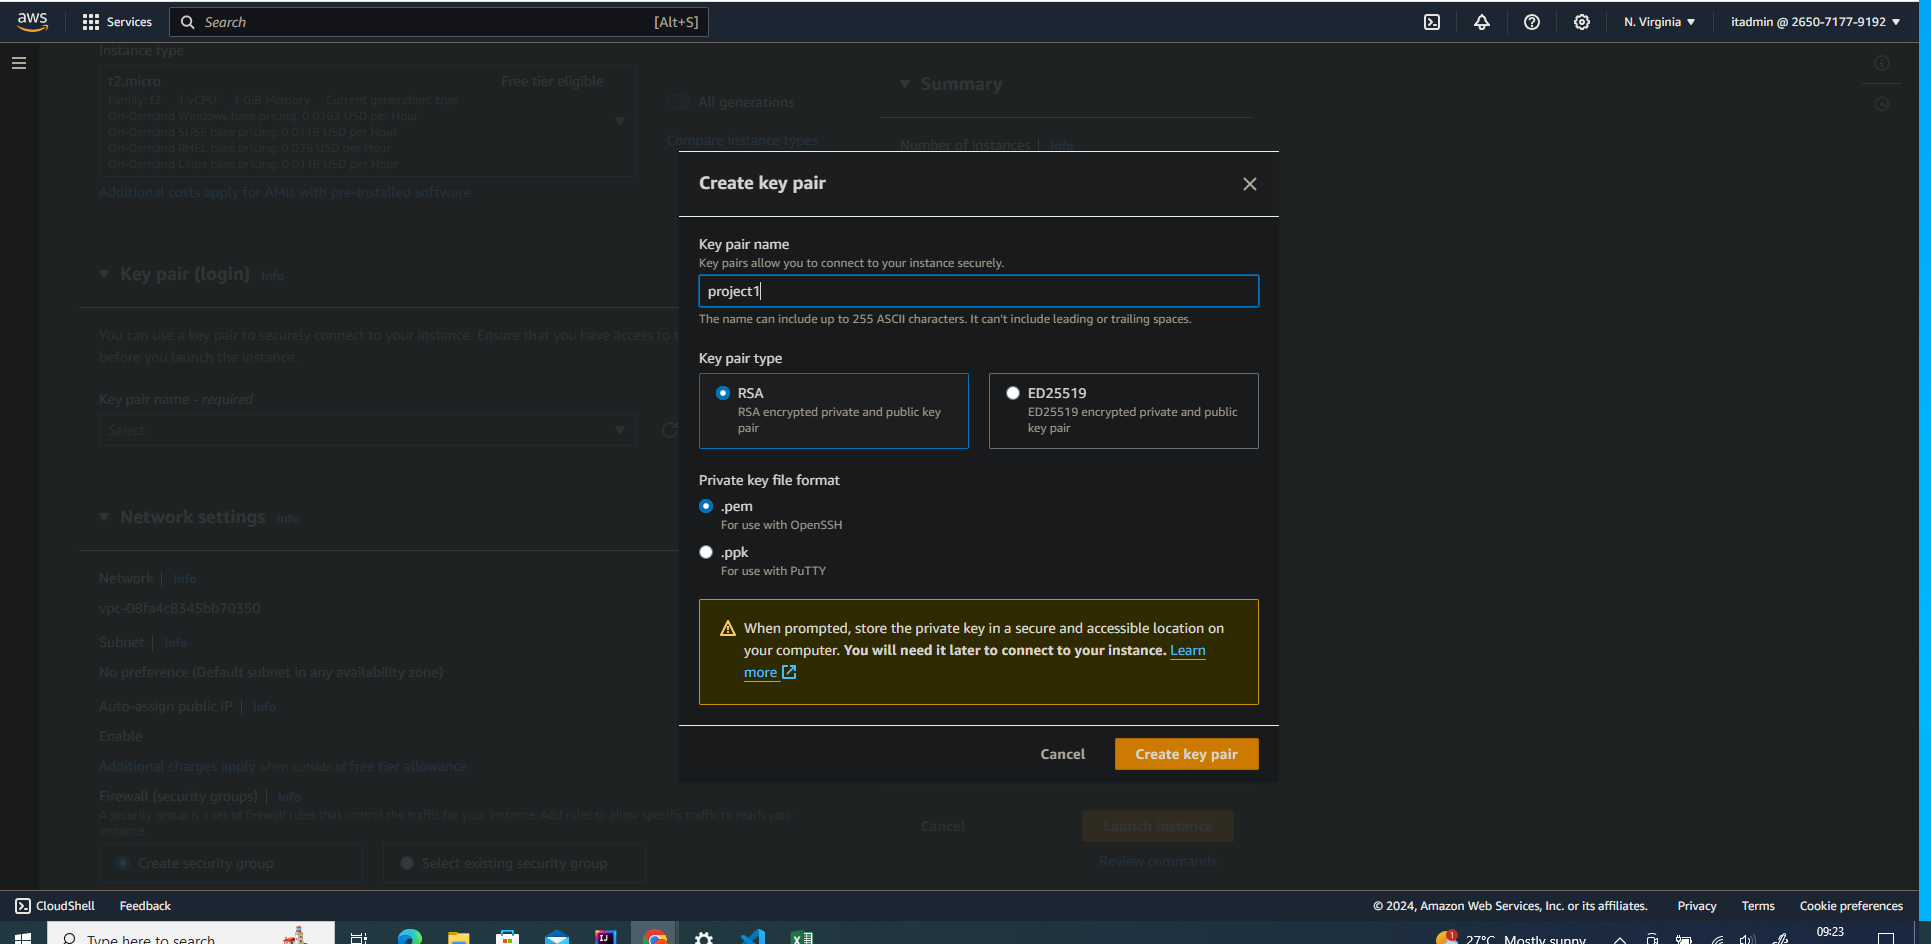 aws
Services
Search
[Alt+S]
N. Virginia
itadmin @ 2650-7177-9192
Instance type
t2.micro
Free tier eligible
Family: t2 1 vCPU 1 GiB Memory Current generation: true
On-Demand Windows base pricing: 0.0162 USD per Hour
On-Demand SUSE base pricing: 0.0116 USD per Hour
On-Demand RHEL base pricing: 0.026 USD per Hour
On-Demand Linux base pricing: 0.0116 USD per Hour
All generations
Compare instance types
Additional costs apply for AMIs with pre-installed software
Summary
Number of instances
Info
Key pair (login)
Info
You can use a key pair to securely connect to your instance. Ensure that you have access to
before you launch the instance.
Key pair name - required
Select
Network settings
Info
Network
Info
vpc-08fa4c8345bb70350
Subnet
Info
No preference (Default subnet in any availability zone)
Auto-assign public IP
Info
Enable
Additional charges apply when outside of free tier allowance
Firewall (security groups)
Info
A security group is a set of firewall rules that control the traffic for your instance. Add rules to allow specific traffic to reach your
instance.
Create security group
Select existing security group
Create key pair
Key pair name
Key pairs allow you to connect to your instance securely.
project1
The name can include up to 255 ASCII characters. It can't include leading or trailing spaces.
Key pair type
RSA
RSA encrypted private and public key
pair
ED25519
ED25519 encrypted private and public
key pair
Private key file format
.pem
For use with OpenSSH
.ppk
For use with PuTTY
When prompted, store the private key in a secure and accessible location on
your computer. You will need it later to connect to your instance. Learn
more
Cancel
Create key pair
Cancel
Launch instance
Review commands
CloudShell
Feedback
© 2024, Amazon Web Services, Inc. or its affiliates.
Privacy
Terms
Cookie preferences
Type here to search
IJ
1
27°C Mostly sunny
09:23